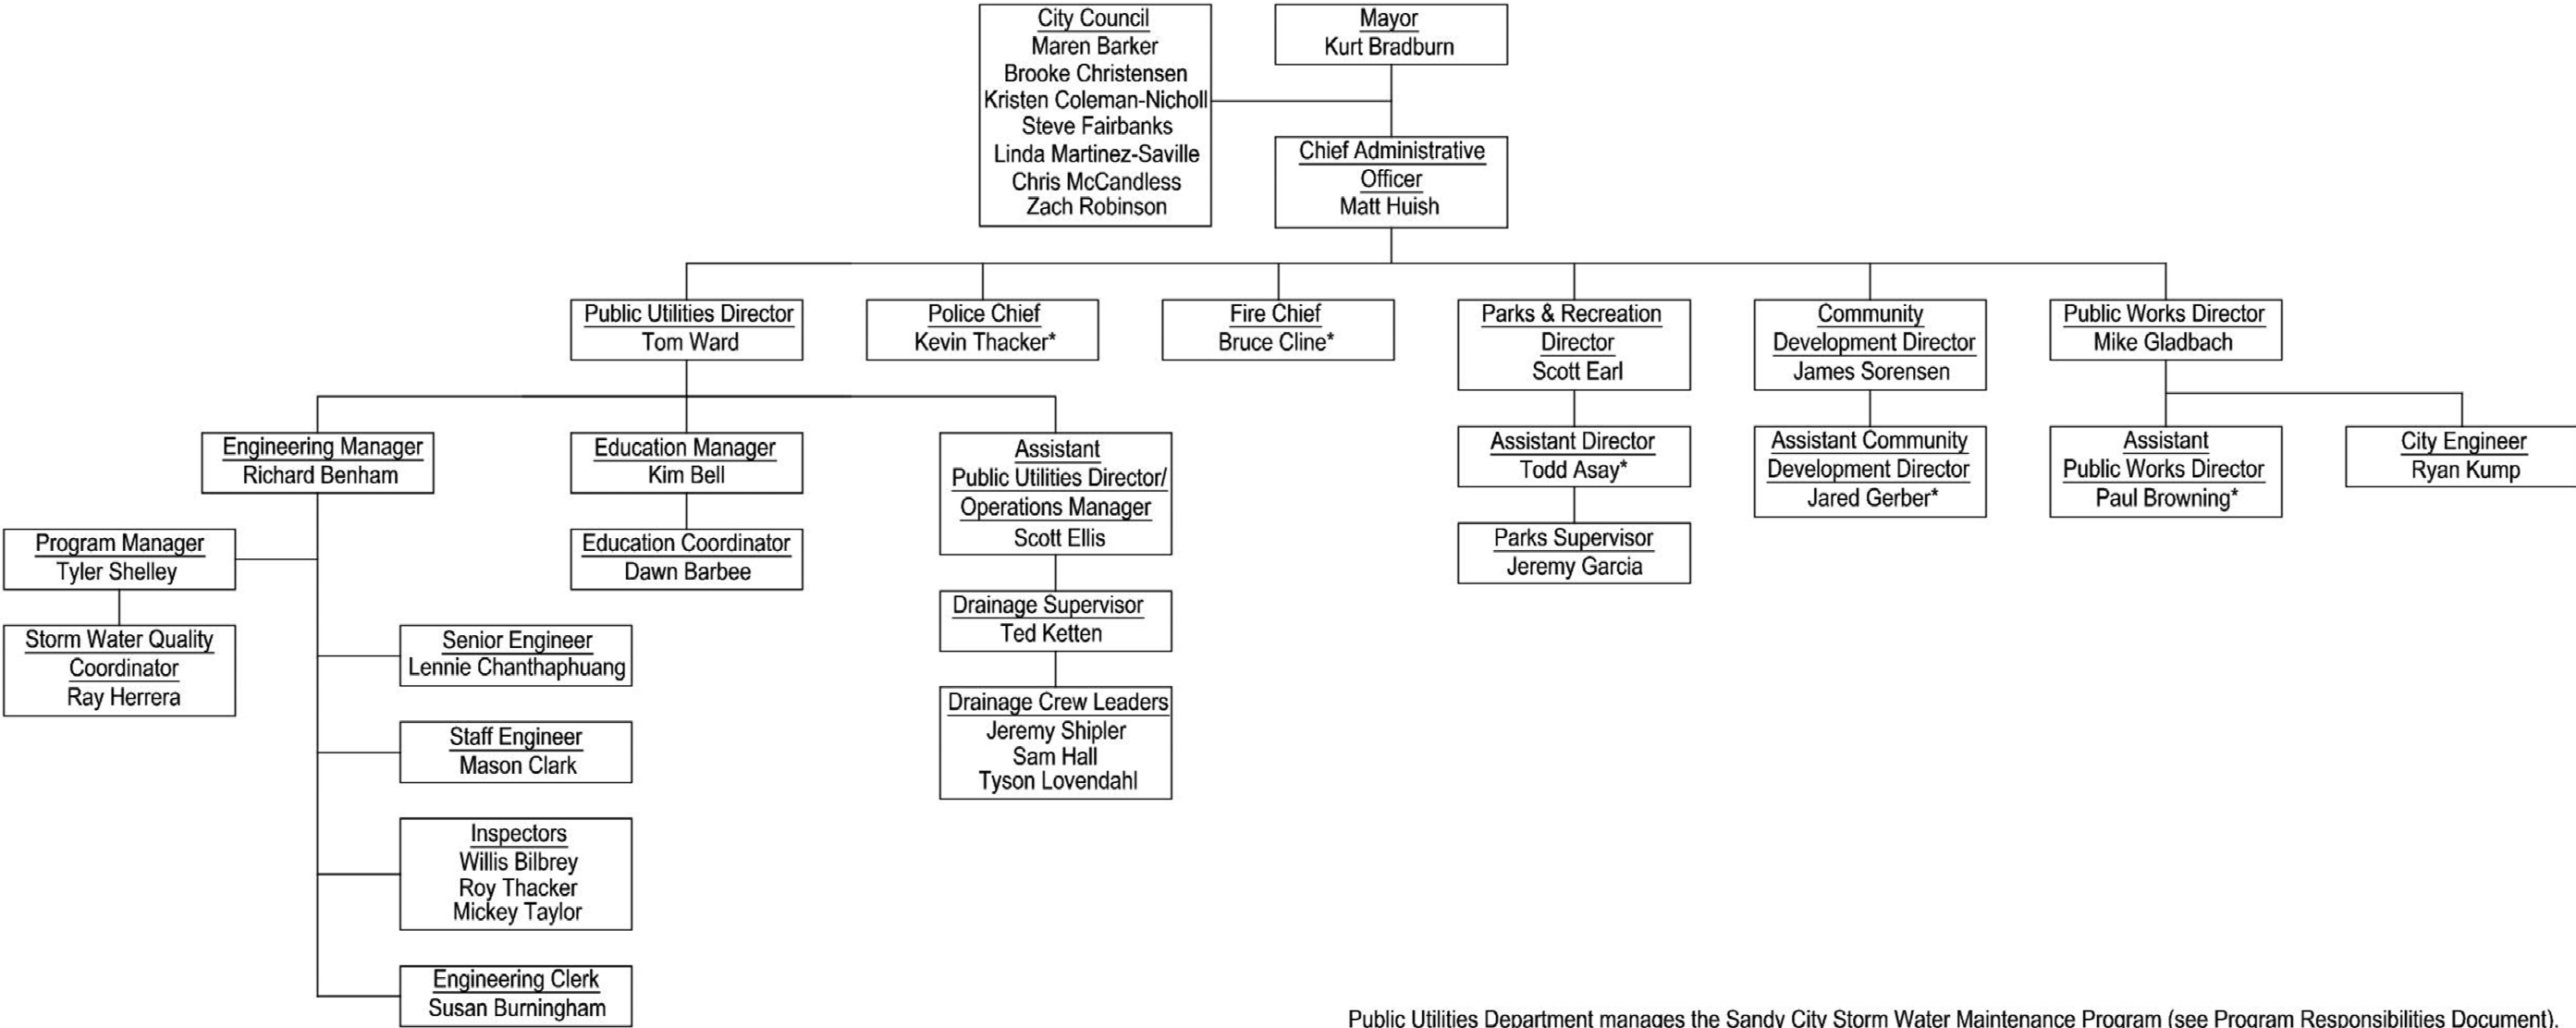 City Council
Maren Barker
Brooke Christensen
Kristen Coleman-Nicholl
Steve Fairbanks
Linda Martinez-Saville
Chris McCandless
Zach Robinson
Mayor
Kurt Bradburn
Chief Administrative
Officer
Matt Huish
Public Utilities Director
Tom Ward
Police Chief
Kevin Thacker*
Fire Chief
Bruce Cline*
Parks & Recreation
Director
Scott Earl
Community
Development Director
James Sorensen
Public Works Director
Mike Gladbach
Engineering Manager
Richard Benham
Education Manager
Kim Bell
Assistant
Public Utilities Director/
Operations Manager
Scott Ellis
Assistant Director
Todd Asay*
Assistant Community
Development Director
Jared Gerber*
Assistant
Public Works Director
Paul Browning*
City Engineer
Ryan Kump
Program Manager
Tyler Shelley
Education Coordinator
Dawn Barbee
Parks Supervisor
Jeremy Garcia
Drainage Supervisor
Ted Ketten
Storm Water Quality
Coordinator
Ray Herrera
Senior Engineer
Lennie Chanthaphuang
Drainage Crew Leaders
Jeremy Shipler
Sam Hall
Tyson Lovendahl
Staff Engineer
Mason Clark
Inspectors
Willis Bilbrey
Roy Thacker
Mickey Taylor
Engineering Clerk
Susan Burningham
Public Utilities Department manages the Sandy City Storm Water Maintenance Program (see Program Responsibilities Document).